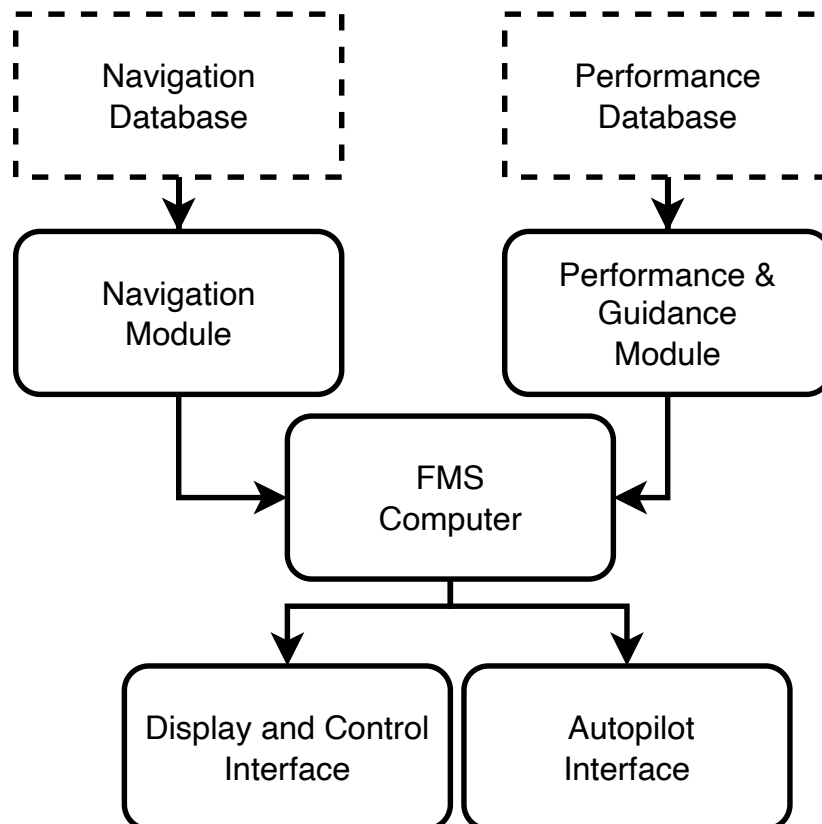 Navigation
Database
Performance
Database
Navigation
Module
Performance &
Guidance
Module
FMS
Computer
Display and Control
Interface
Autopilot
Interface